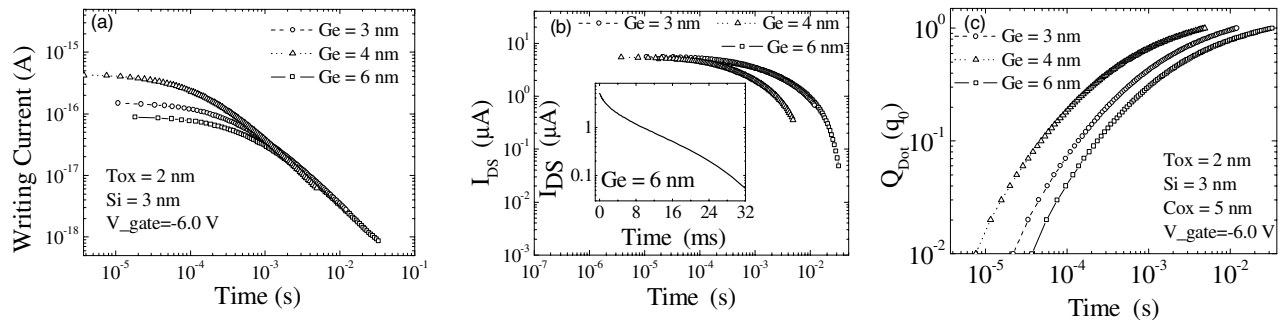 (a)
Ge = 3 nm
Ge = 4 nm
Ge = 6 nm
10⁻¹⁵
10⁻¹⁶
10⁻¹⁷
10⁻¹⁸
Writing Current (A)
Tox = 2 nm
Si = 3 nm
V_gate=-6.0 V
10⁻⁵ 10⁻⁴ 10⁻³ 10⁻² 10⁻¹
Time (s)
(b)
Ge = 3 nm
Ge = 4 nm
Ge = 6 nm
10²
10¹
10⁰
10⁻¹
10⁻²
10⁻³
I_DS (μA)
I_DS (μA)
1
0.1
Ge = 6 nm
0 8 16 24 32
Time (ms)
10⁻⁷ 10⁻⁶ 10⁻⁵ 10⁻⁴ 10⁻³ 10⁻² 10⁻¹
Time (s)
(c)
Ge = 3 nm
Ge = 4 nm
Ge = 6 nm
10⁰
10⁻¹
10⁻²
Q_Dot (q₀)
Tox = 2 nm
Si = 3 nm
Cox = 5 nm
V_gate=-6.0 V
10⁻⁵ 10⁻⁴ 10⁻³ 10⁻²
Time (s)